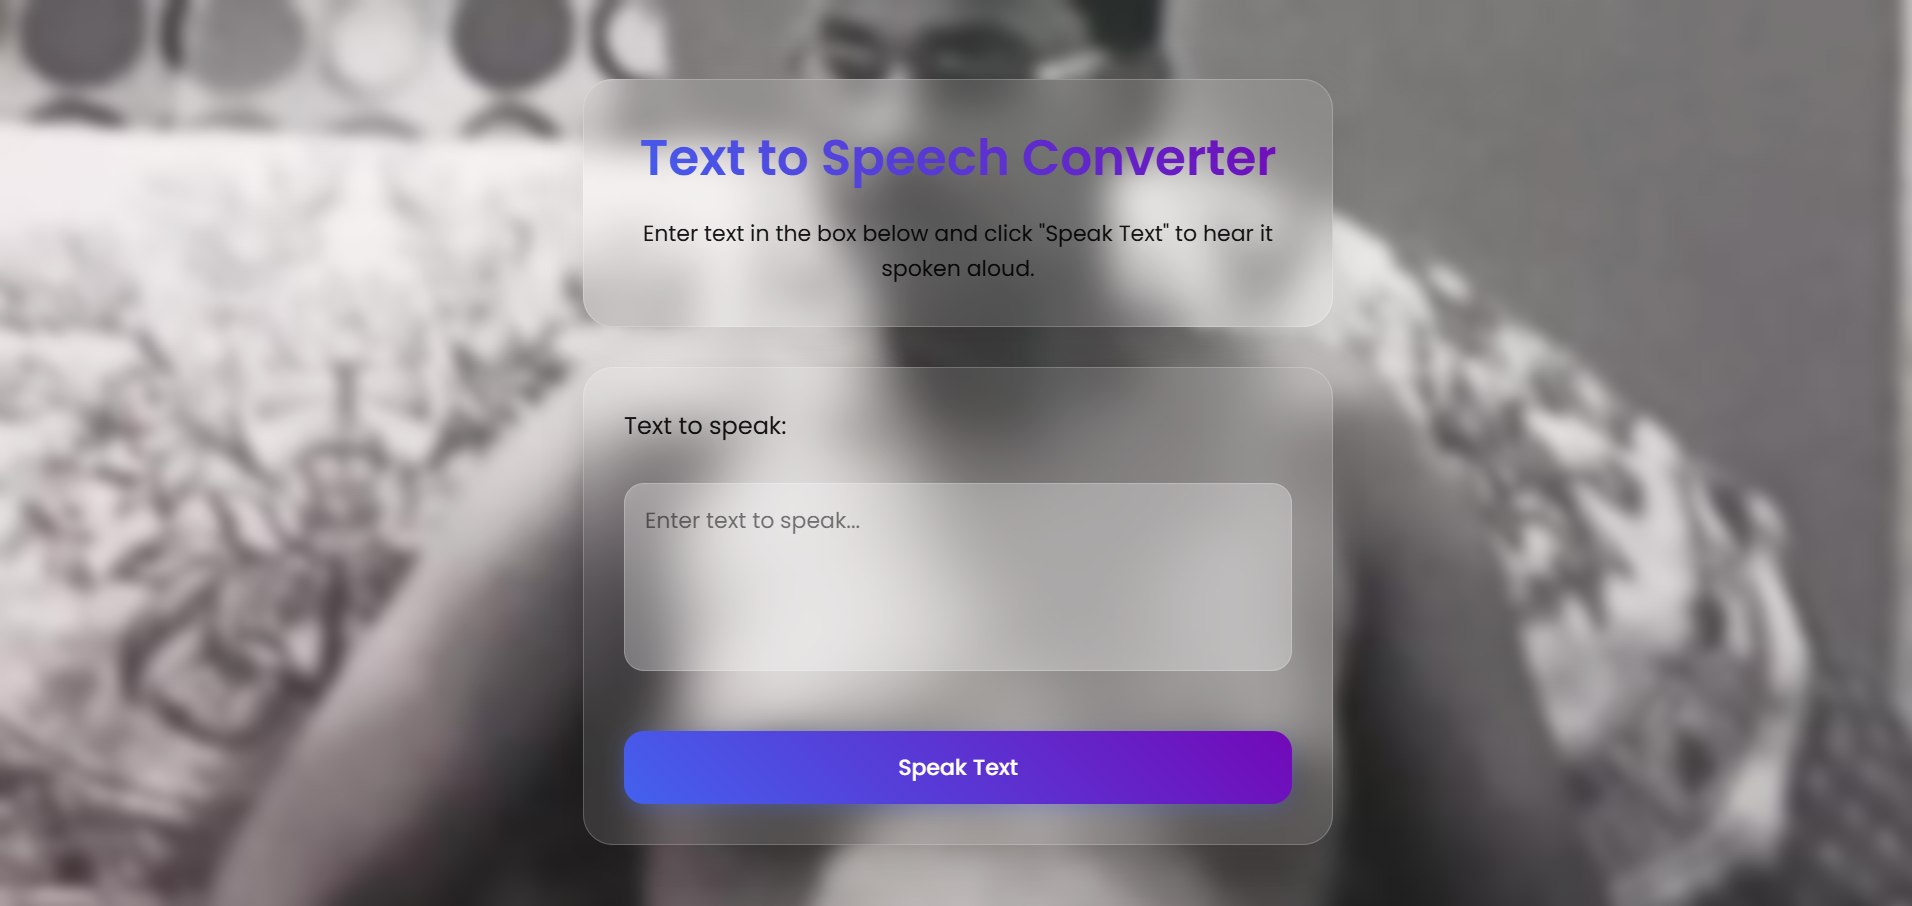 Text to Speech Converter
Enter text in the box below and click "Speak Text" to hear it
spoken aloud.
Text to speak:
Enter text to speak...
Speak Text